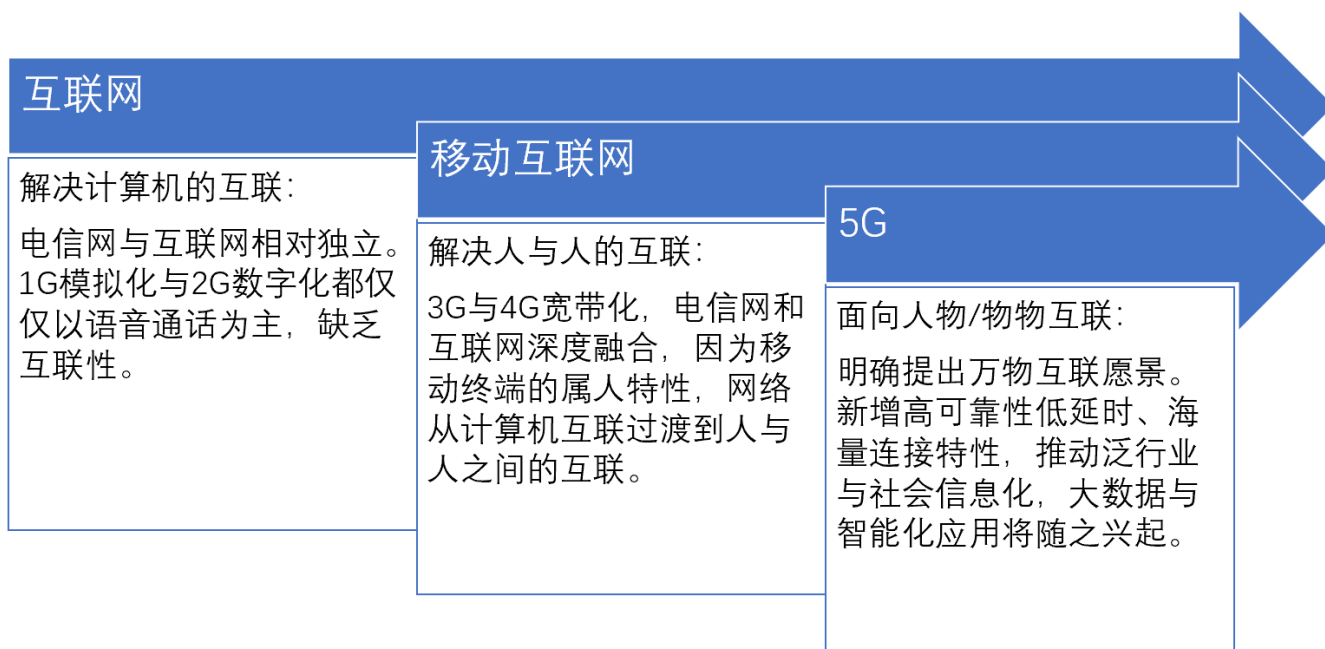 互联网
解决计算机的互联：
电信网与互联网相对独立。
1G模拟化与2G数字化都仅
仅以语音通话为主，缺乏
互联性。
移动互联网
解决人与人的互联：
3G与4G宽带化，电信网和
互联网深度融合，因为移
动终端的属人特性，网络
从计算机互联过渡到人与
人之间的互联。
5G
面向人物/物物互联：
明确提出万物互联愿景。
新增高可靠性低延时、海
量连接特性，推动泛行业
与社会信息化，大数据与
智能化应用将随之兴起。